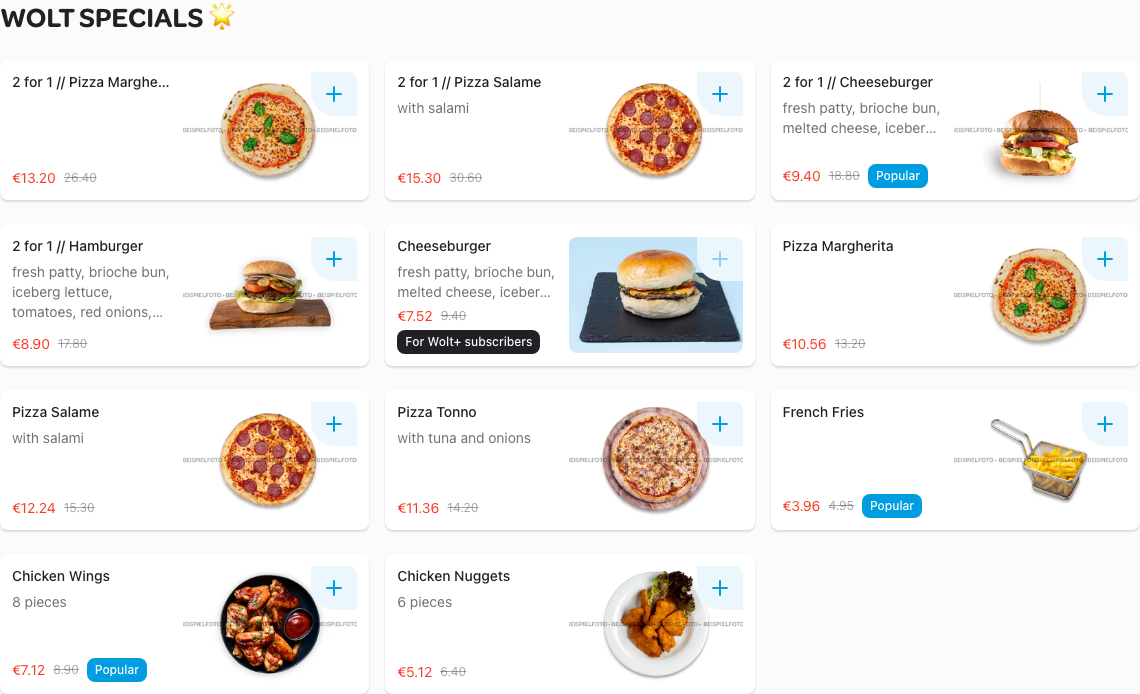 WOLT SPECIALS 🌟
2 for 1 // Pizza Marghe...
BEISPIELFOTO • BEISPIELFOTO • BEISPIELFOTO
€13.20 26.40
2 for 1 // Pizza Salame
with salami
BEISPIELFOTO • BEISPIELFOTO
€15.30 30.60
2 for 1 // Cheeseburger
fresh patty, brioche bun,
melted cheese, iceber...
BEISPIELFOTO • BEISPIELFOTO
€9.40 18.80 Popular
2 for 1 // Hamburger
fresh patty, brioche bun,
iceberg lettuce,
tomatoes, red onions,...
BEISPIELFOTO • BEISPIELFOTO • BEISPIELFOTO
€8.90 17.80
Cheeseburger
fresh patty, brioche bun,
melted cheese, iceber...
€7.52 9.40
For Wolt+ subscribers
Pizza Margherita
BEISPIELFOTO • BEISPIELFOTO
€10.56 13.20
Pizza Salame
with salami
BEISPIELFOTO • BEISPIELFOTO
€12.24 15.30
Pizza Tonno
with tuna and onions
BEISPIELFOTO • BEISPIELFOTO
€11.36 14.20
French Fries
BEISPIELFOTO • BEISPIELFOTO
€3.96 4.95 Popular
Chicken Wings
8 pieces
BEISPIELFOTO • BEISPIELFOTO
€7.12 8.90 Popular
Chicken Nuggets
6 pieces
BEISPIELFOTO • BEISPIELFOTO
€5.12 6.40